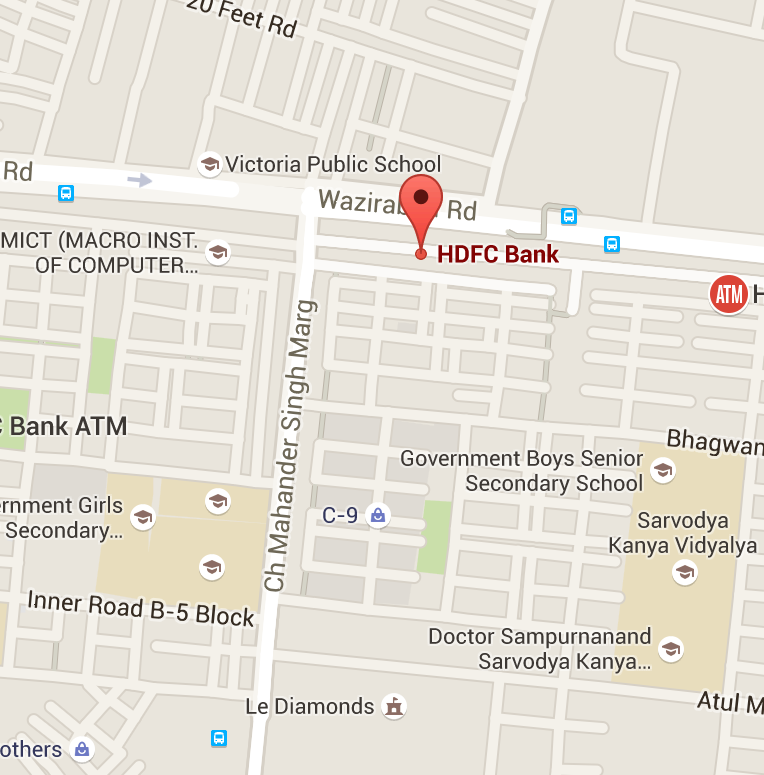 20 Feet Rd
Victoria Public School
Rd
Rd
MICT (MACRO INST.
OF COMPUTER...
HDFC Bank
ATM
H
Ch Mahander Singh Marg
Bank ATM
Bhagwan
Government Boys Senior
Secondary School
rnment Girls
Secondary...
C-9
Sarvodya
Kanya Vidyalya
Inner Road B-5 Block
Doctor Sampurnanand
Sarvodya Kanya...
Atul M
Le Diamonds
others